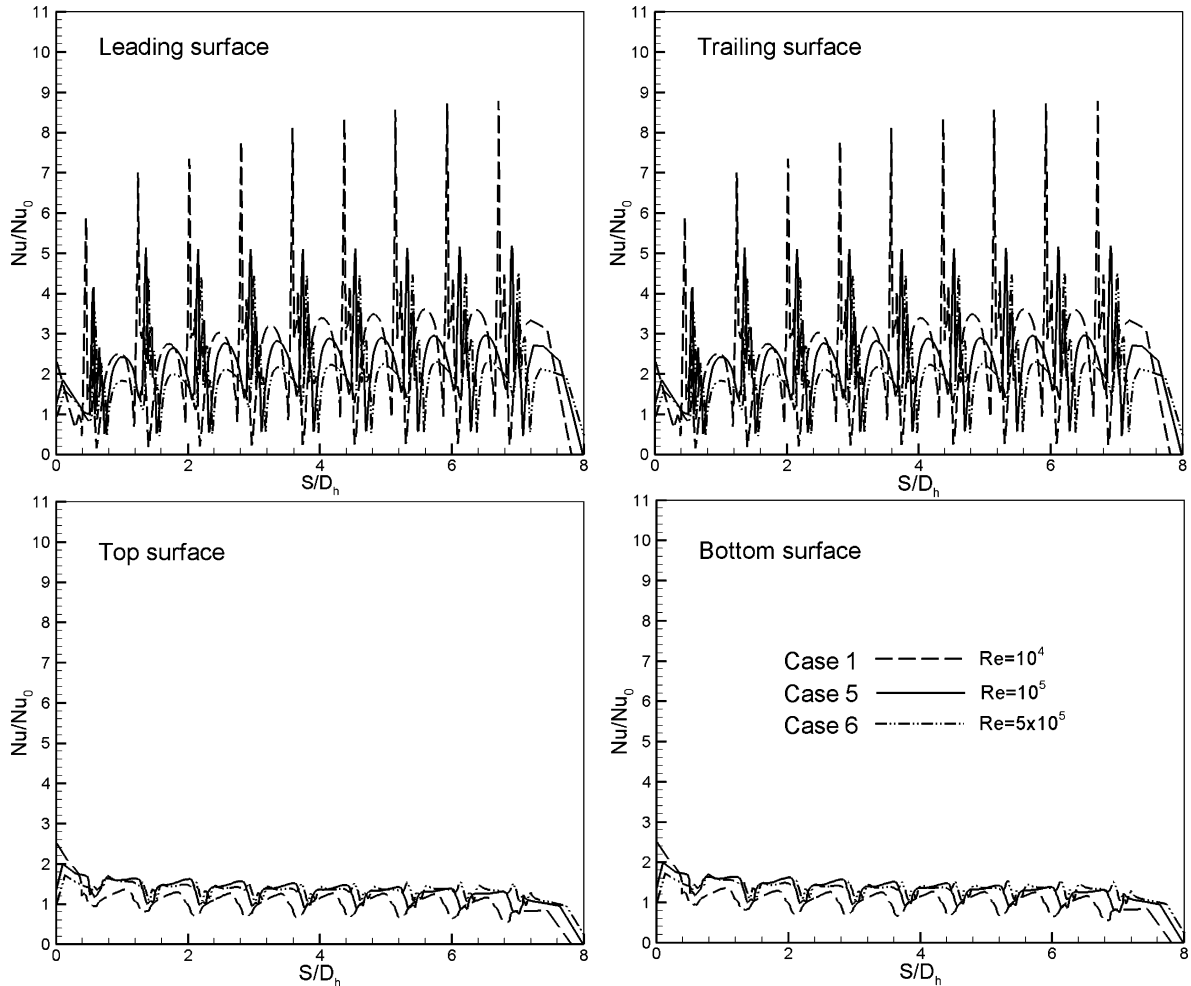 Leading surface
Nu/Nu0
11
10
9
8
7
6
5
4
3
2
1
0
0 2 4 6 8
S/Dh
Trailing surface
Nu/Nu0
11
10
9
8
7
6
5
4
3
2
1
0
0 2 4 6 8
S/Dh
Top surface
Nu/Nu0
11
10
9
8
7
6
5
4
3
2
1
0
0 2 4 6 8
S/Dh
Bottom surface
Nu/Nu0
11
10
9
8
7
6
5
4
3
2
1
0
Case 1 Re=10^4
Case 5 Re=10^5
Case 6 Re=5x10^5
0 2 4 6 8
S/Dh